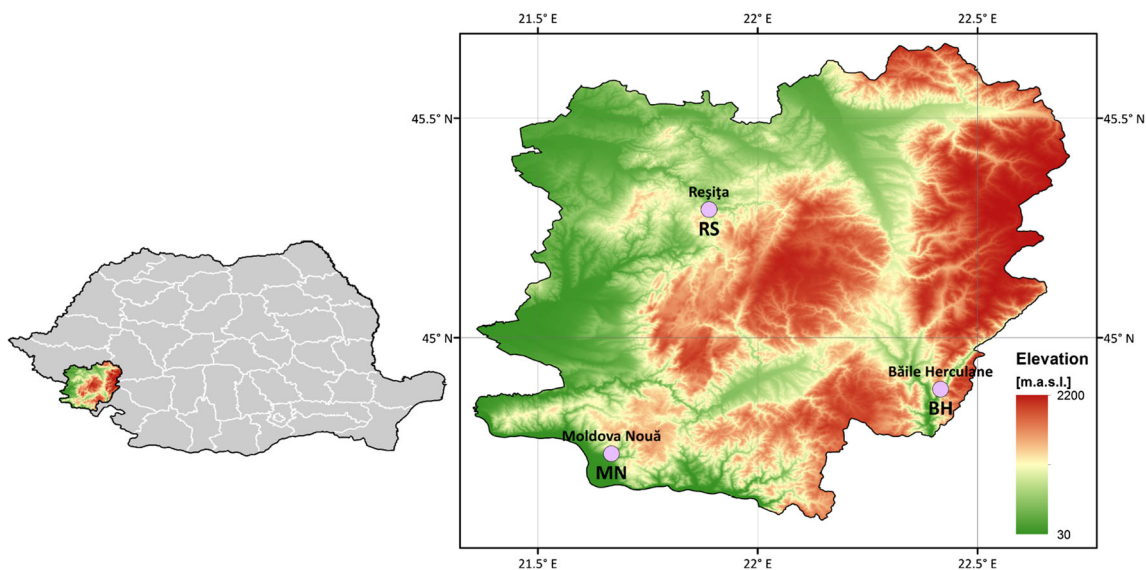 21.5° E
22° E
22.5° E
45.5° N
45.5° N
Reşiţa
RS
45° N
45° N
Elevation
[m.a.s.l.]
2200
30
Băile Herculane
BH
Moldova Nouă
MN
21.5° E
22° E
22.5° E